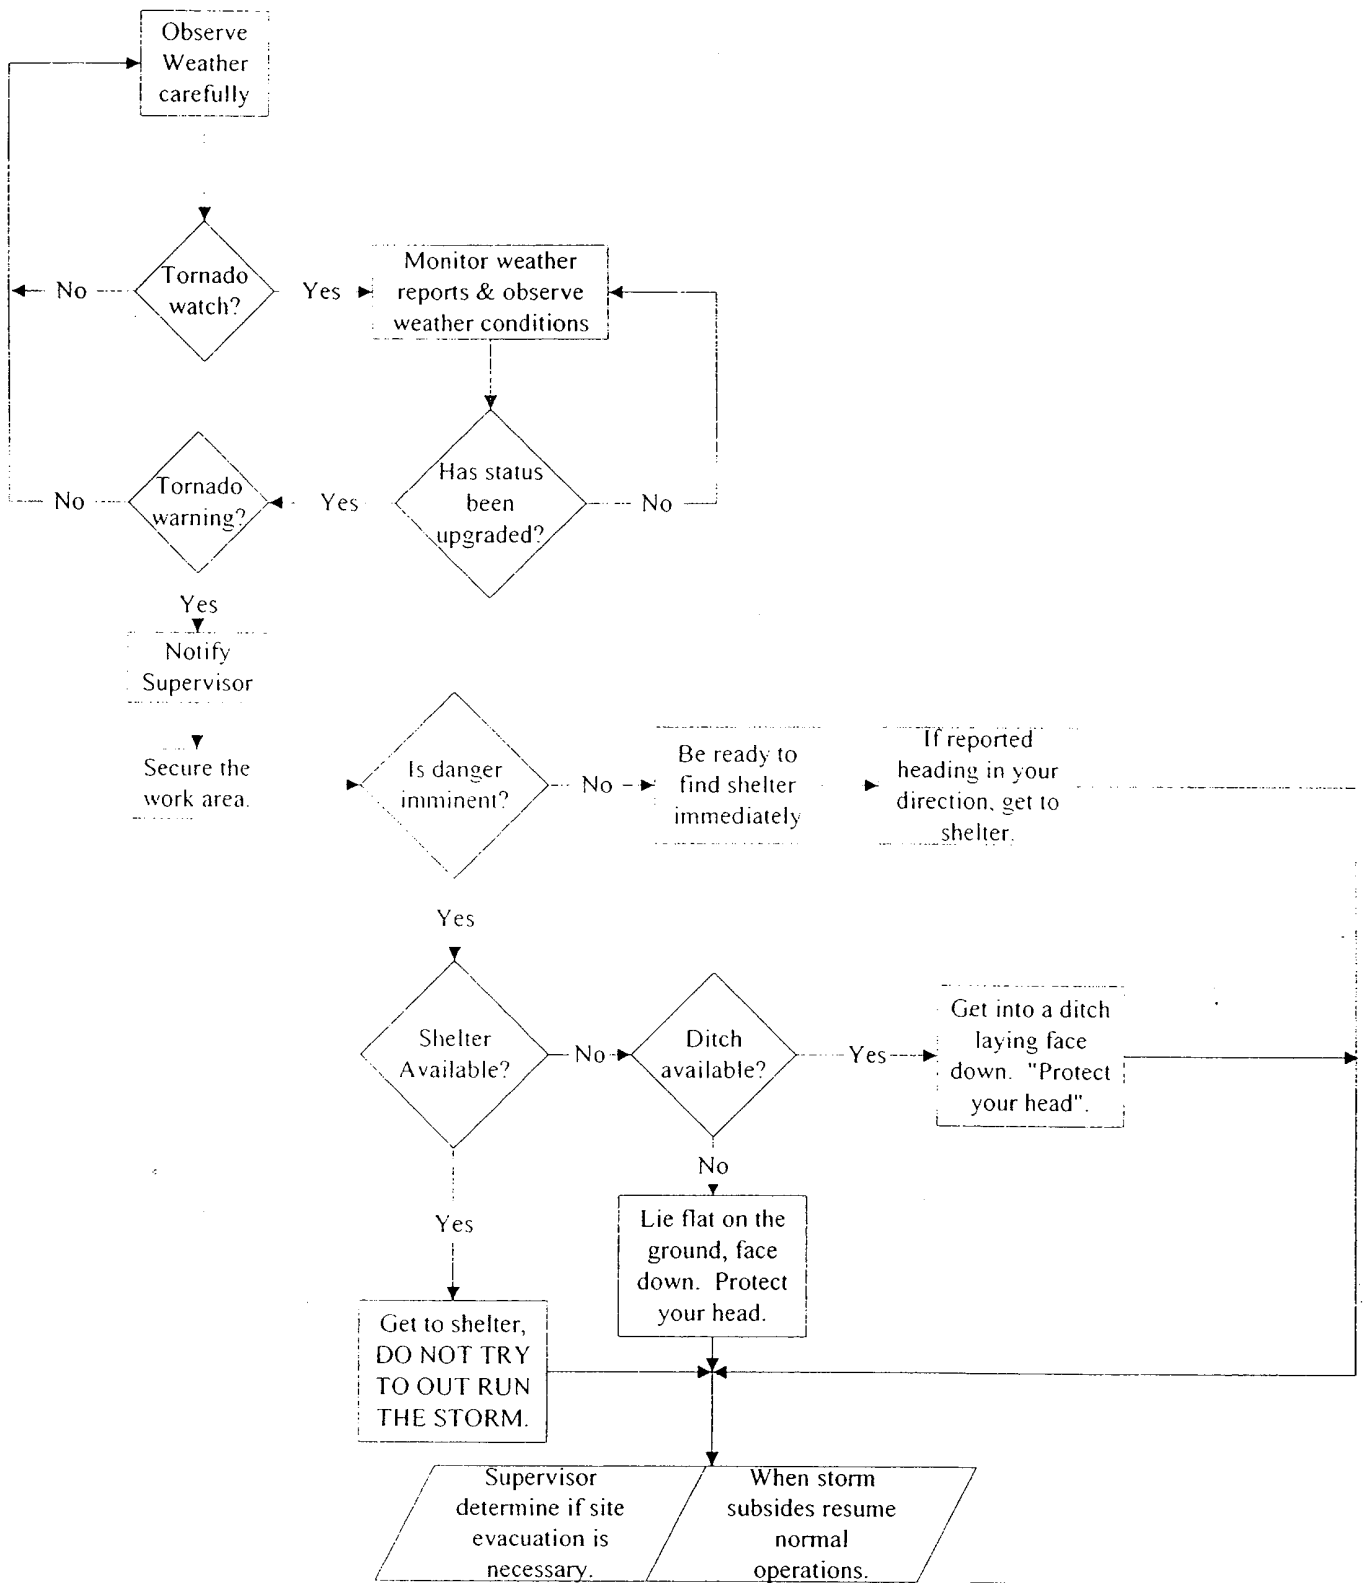 Observe
Weather
carefully
Tornado
watch?
No
Yes
Monitor weather
reports & observe
weather conditions
Has status
been
upgraded?
No
Yes
Tornado
warning?
No
Yes
Notify
Supervisor
Secure the
work area.
Is danger
imminent?
No
Be ready to
find shelter
immediately
If reported
heading in your
direction, get to
shelter.
Yes
Shelter
Available?
No
Ditch
available?
Yes
Get into a ditch
laying face
down. "Protect
your head".
No
Lie flat on the
ground, face
down. Protect
your head.
Yes
Get to shelter,
DO NOT TRY
TO OUT RUN
THE STORM.
Supervisor
determine if site
evacuation is
necessary.
When storm
subsides resume
normal
operations.